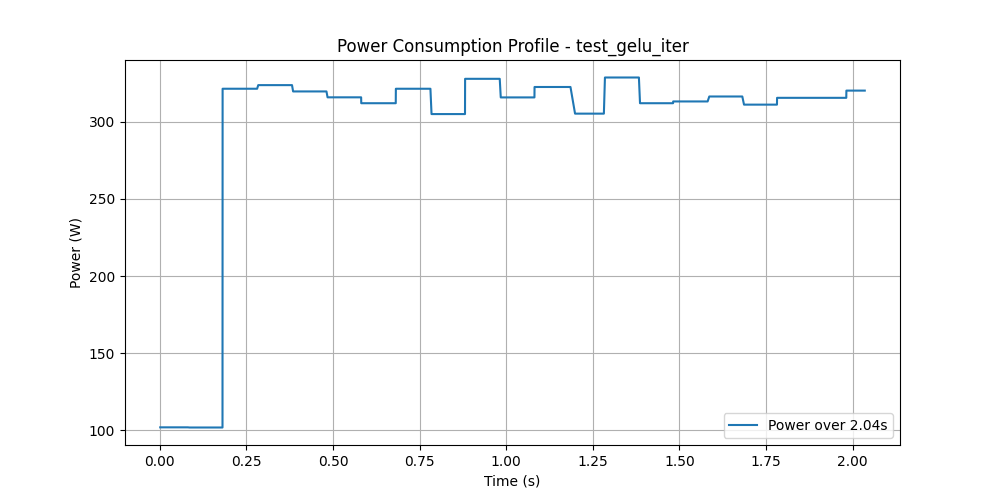 Power Consumption Profile - test_gelu_iter
Power (W)
300
250
200
150
100
Power over 2.04s
0.00 0.25 0.50 0.75 1.00 1.25 1.50 1.75 2.00
Time (s)